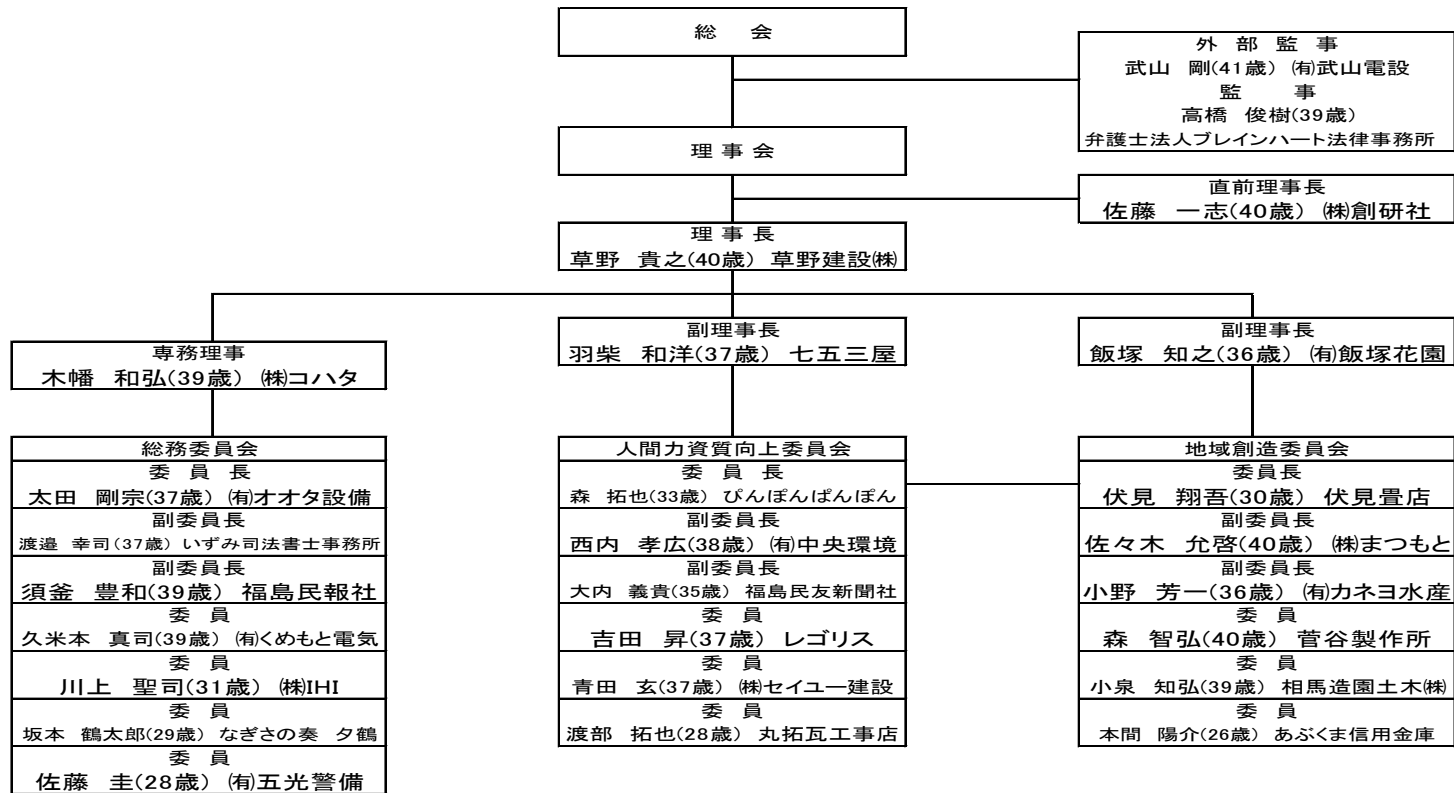 総　会
外 部 監 事
武山　剛(41歳)　㈲武山電設
監　　事
高橋　俊樹(39歳)
弁護士法人ブレインハート法律事務所
理 事 会
直前理事長
佐藤　一志(40歳)　㈱創研社
理 事 長
草野　貴之(40歳)　草野建設㈱
専務理事
木幡　和弘(39歳)　㈱コハタ
副理事長
羽柴　和洋(37歳)　七五三屋
副理事長
飯塚　知之(36歳)　㈲飯塚花園
総務委員会
委 員 長
太田　剛宗(37歳)　㈲オオタ設備
副委員長
渡邉　幸司(37歳)　いずみ司法書士事務所
副委員長
須釜　豊和(39歳)　福島民報社
委 員
久米本　真司(39歳)　㈲くめもと電気
委 員
川上　聖司(31歳)　㈱IHI
委 員
坂本　鶴太郎(29歳)　なぎさの奏　夕鶴
委 員
佐藤　圭(28歳)　㈲五光警備
人間力資質向上委員会
委 員 長
森　拓也(33歳)　ぴんぽんぱんぽん
副委員長
西内　孝広(38歳)　㈲中央環境
副委員長
大内　義貴(35歳)　福島民友新聞社
委 員
吉田　昇(37歳)　レゴリス
委 員
青田　玄(37歳)　㈱セイユー建設
委 員
渡部　拓也(28歳)　丸拓瓦工事店
地域創造委員会
委員長
伏見　翔吾(30歳)　伏見畳店
副委員長
佐々木　允啓(40歳)　㈱まつもと
副委員長
小野　芳一(36歳)　㈲カネヨ水産
委 員
森　智弘(40歳)　菅谷製作所
委 員
小泉　知弘(39歳)　相馬造園土木㈱
委 員
本間　陽介(26歳)　あぶくま信用金庫